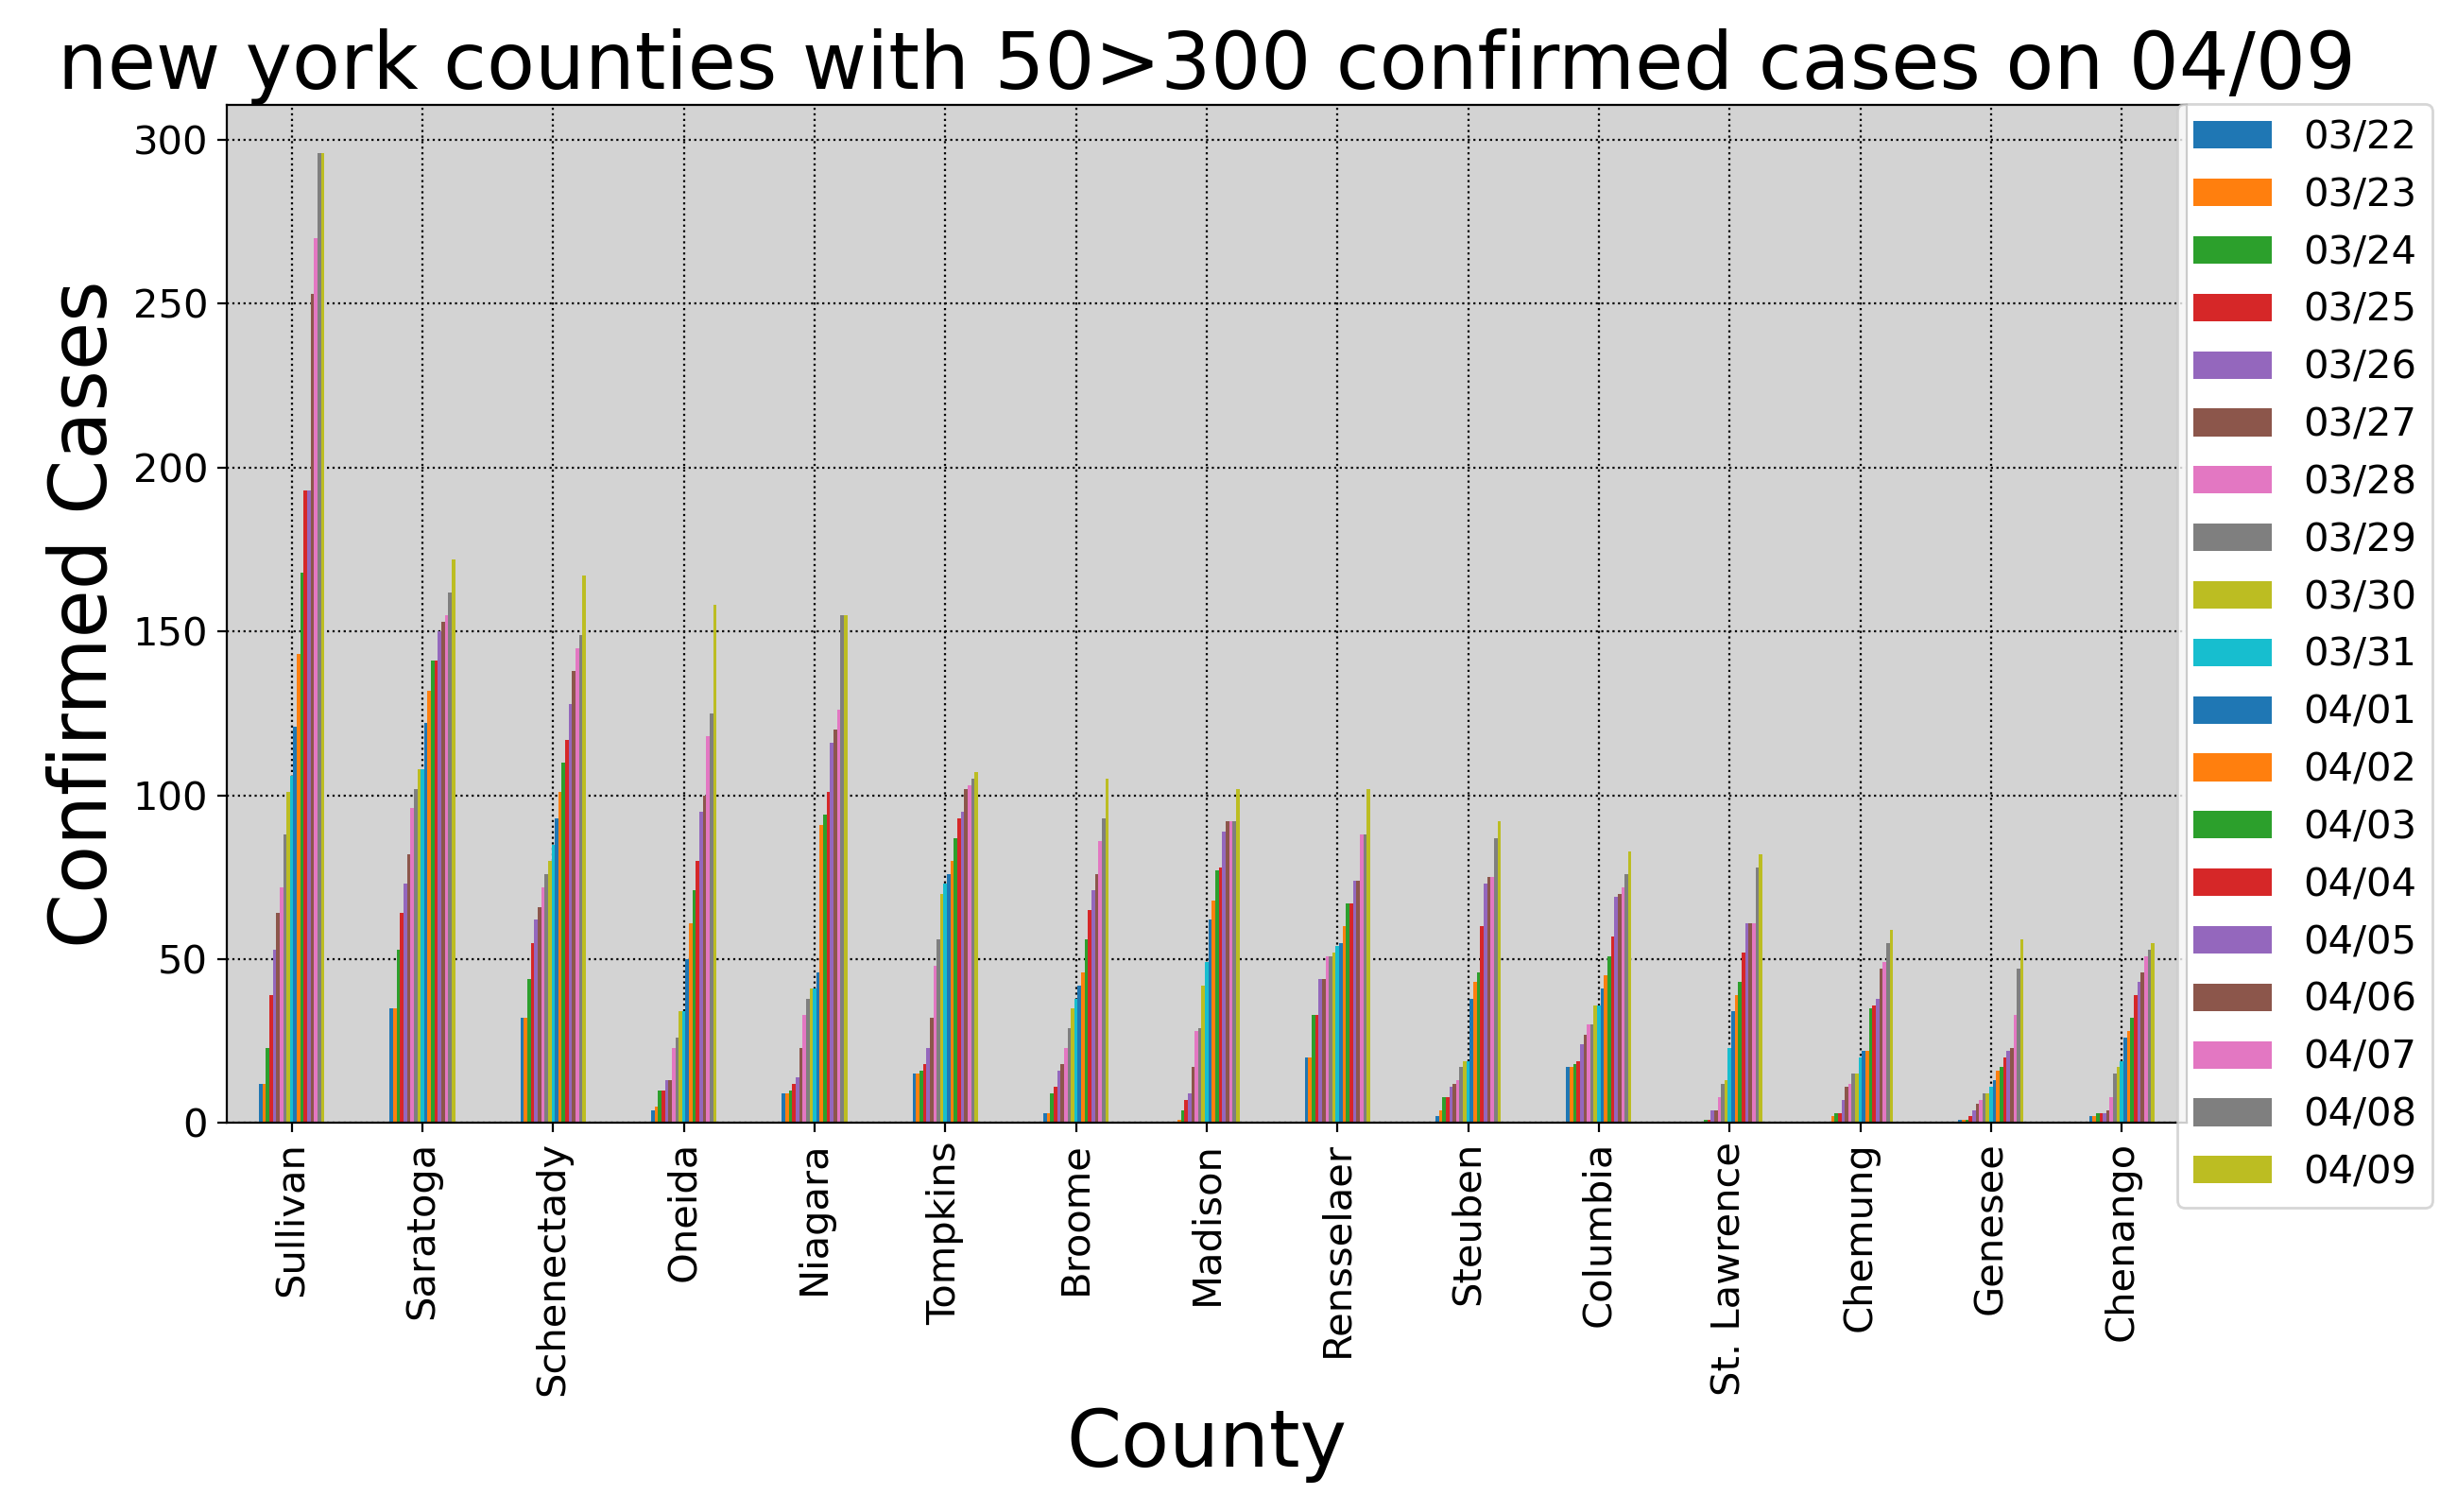 new york counties with 50>300 confirmed cases on 04/09
Confirmed Cases
300
250
200
150
100
50
0
Sullivan
Saratoga
Schenectady
Oneida
Niagara
Tompkins
Broome
Madison
Rensselaer
Steuben
Columbia
St. Lawrence
Chemung
Genesee
Chenango
County
03/22
03/23
03/24
03/25
03/26
03/27
03/28
03/29
03/30
03/31
04/01
04/02
04/03
04/04
04/05
04/06
04/07
04/08
04/09